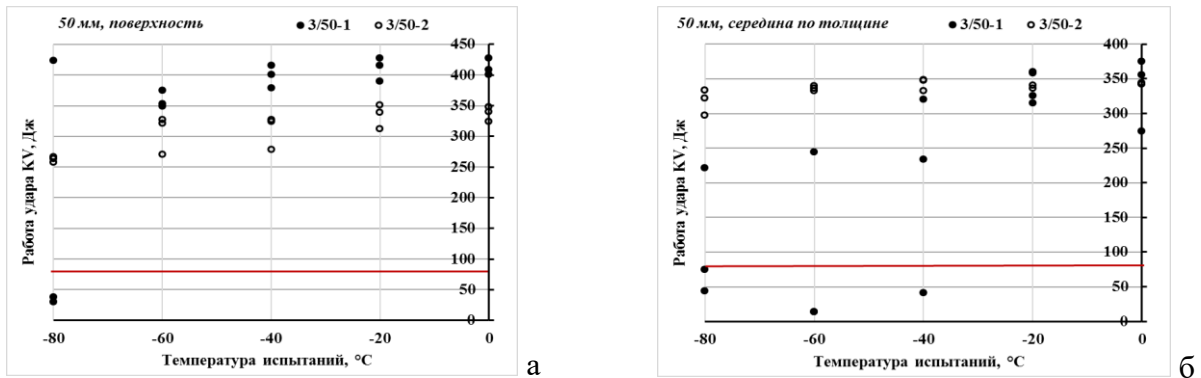 50 мм, поверхность
● 3/50-1 ○ 3/50-2
Работа удара KV, Дж
450
400
350
300
250
200
150
100
50
0
-80 -60 -40 -20 0
Температура испытаний, °C
а
50 мм, середина по толщине
● 3/50-1 ○ 3/50-2
Работа удара KV, Дж
400
350
300
250
200
150
100
50
0
-80 -60 -40 -20 0
Температура испытаний, °C
б